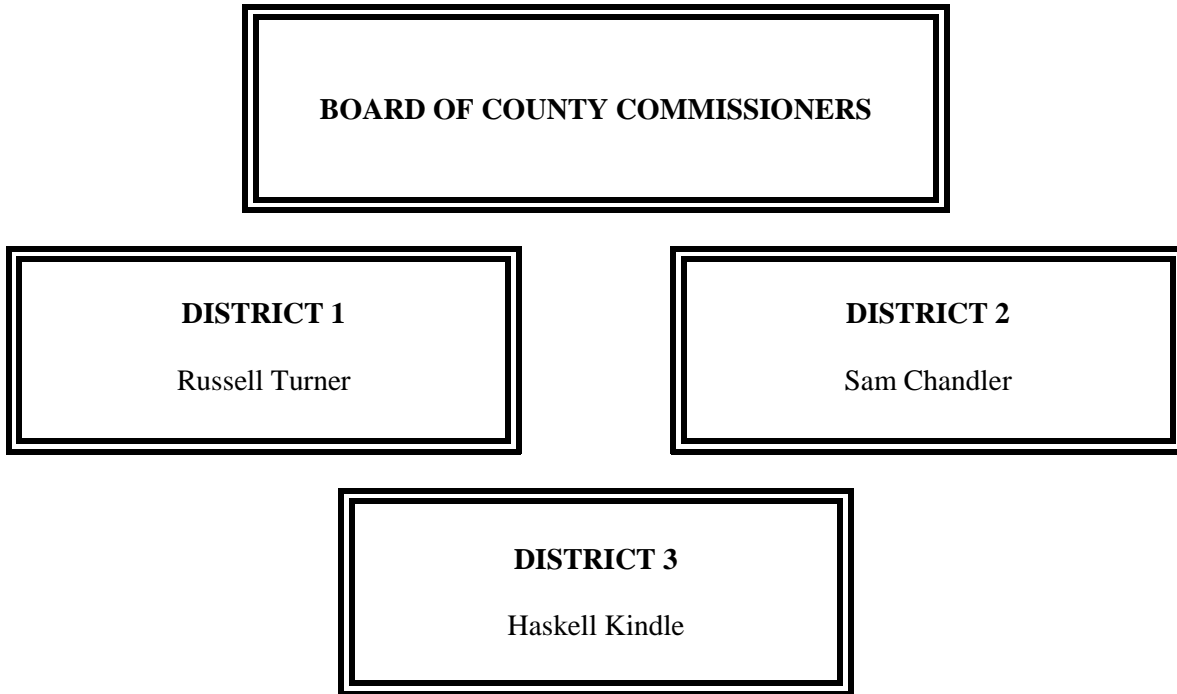 BOARD OF COUNTY COMMISSIONERS
DISTRICT 1
Russell Turner
DISTRICT 2
Sam Chandler
DISTRICT 3
Haskell Kindle